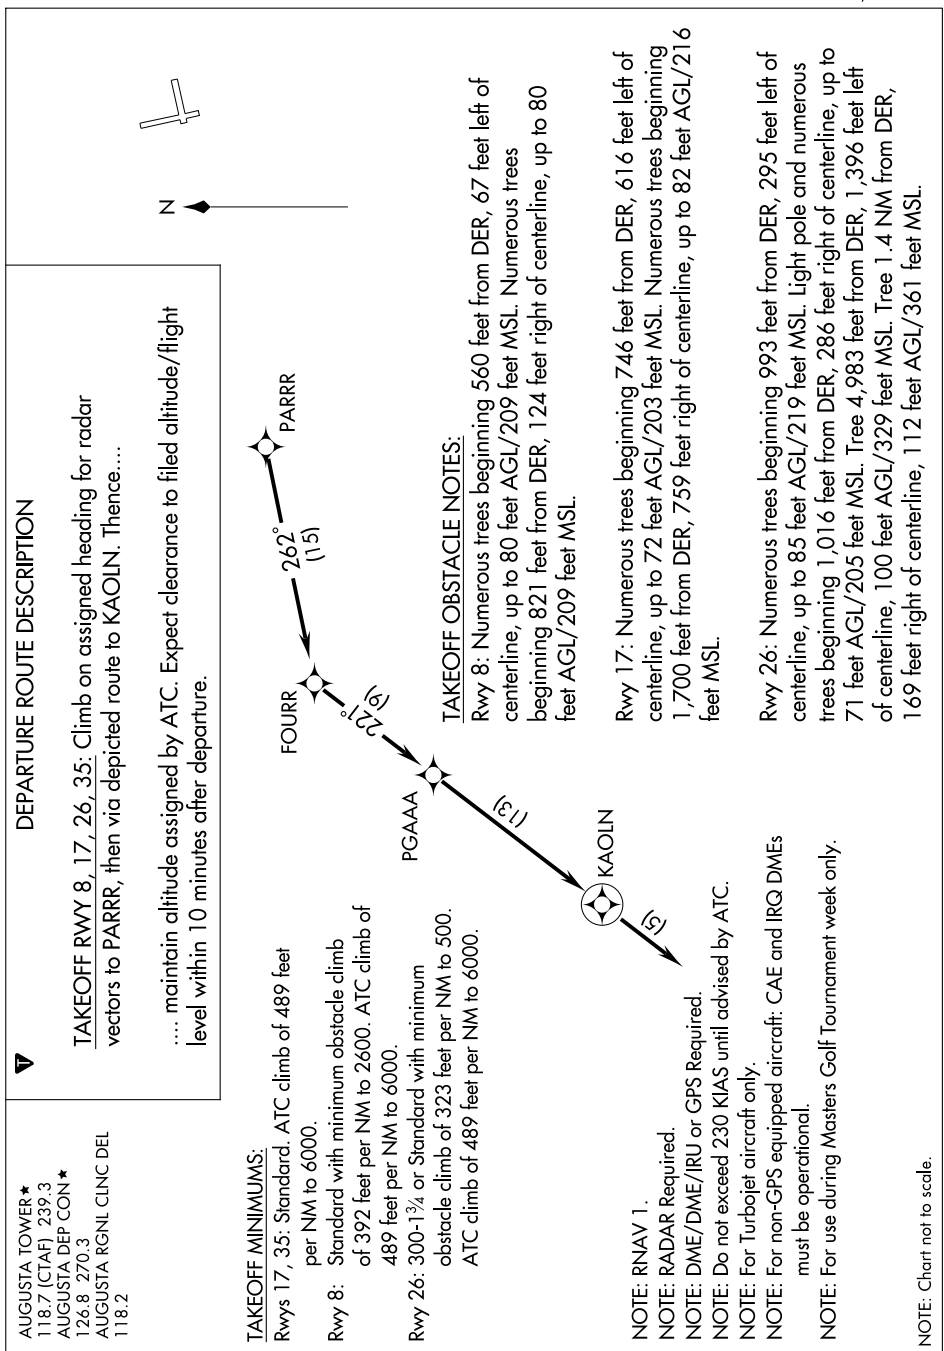 AUGUSTA TOWER★
118.7 (CTAF) 239.3
AUGUSTA DEP CON★
126.8 270.3
AUGUSTA RGNL CLNC DEL
118.2
T
DEPARTURE ROUTE DESCRIPTION
TAKEOFF RWY 8, 17, 26, 35: Climb on assigned heading for radar
vectors to PARRR, then via depicted route to KAOLN. Thence....
.... maintain altitude assigned by ATC. Expect clearance to filed altitude/flight
level within 10 minutes after departure.
N
TAKEOFF MINIMUMS:
Rwys 17, 35: Standard. ATC climb of 489 feet
per NM to 6000.
Rwy 8: Standard with minimum obstacle climb
of 392 feet per NM to 2600. ATC climb of
489 feet per NM to 6000.
Rwy 26: 300-1¾ or Standard with minimum
obstacle climb of 323 feet per NM to 500.
ATC climb of 489 feet per NM to 6000.
PARRR
262°
(15)
FOURR
221°
(9)
PGAAA
(13)
KAOLN
(5)
NOTE: RNAV 1.
NOTE: RADAR Required.
NOTE: DME/DME/IRU or GPS Required.
NOTE: Do not exceed 230 KIAS until advised by ATC.
NOTE: For Turbojet aircraft only.
NOTE: For non-GPS equipped aircraft: CAE and IRQ DMEs
must be operational.
NOTE: For use during Masters Golf Tournament week only.
TAKEOFF OBSTACLE NOTES:
Rwy 8: Numerous trees beginning 560 feet from DER, 67 feet left of
centerline, up to 80 feet AGL/209 feet MSL. Numerous trees
beginning 821 feet from DER, 124 feet right of centerline, up to 80
feet AGL/209 feet MSL.
Rwy 17: Numerous trees beginning 746 feet from DER, 616 feet left of
centerline, up to 72 feet AGL/203 feet MSL. Numerous trees beginning
1,700 feet from DER, 759 feet right of centerline, up to 82 feet AGL/216
feet MSL.
Rwy 26: Numerous trees beginning 993 feet from DER, 295 feet left of
centerline, up to 85 feet AGL/219 feet MSL. Light pole and numerous
trees beginning 1,016 feet from DER, 286 feet right of centerline, up to
71 feet AGL/205 feet MSL. Tree 4,983 feet from DER, 1,396 feet left
of centerline, 100 feet AGL/329 feet MSL. Tree 1.4 NM from DER,
169 feet right of centerline, 112 feet AGL/361 feet MSL.
NOTE: Chart not to scale.